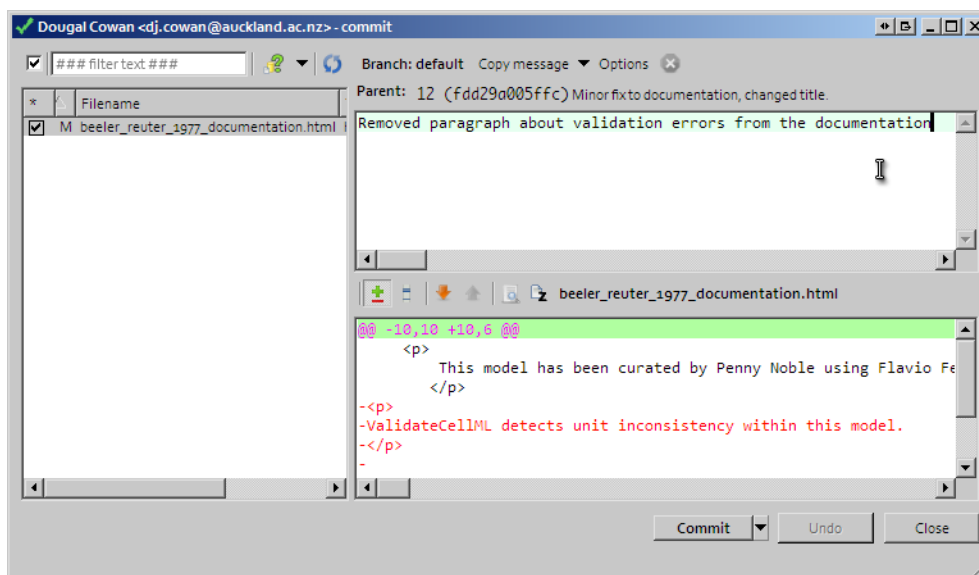 Dougal Cowan <dj.cowan@auckland.ac.nz> - commit
### filter text ###
Branch: default Copy message Options
Parent: 12 (fdd29a005ffc) Minor fix to documentation, changed title.
* Filename
M beeler_reuter_1977_documentation.html
Removed paragraph about validation errors from the documentation
beeler_reuter_1977_documentation.html
@@ -10,10 +10,6 @@
<p>
This model has been curated by Penny Noble using Flavio Fe
</p>
-<p>
-ValidateCellML detects unit inconsistency within this model.
-</p>
-
Commit Undo Close